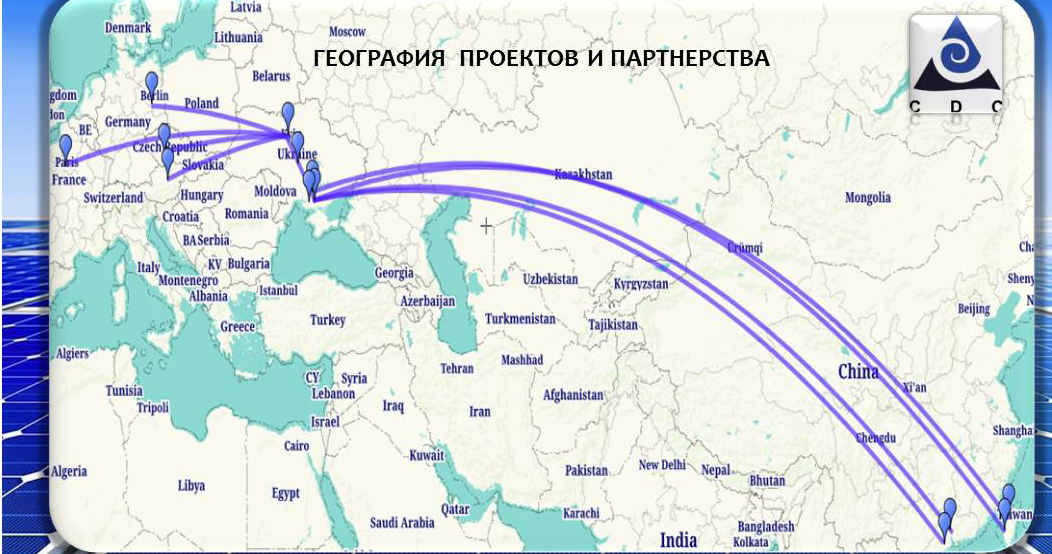 Latvia
Denmark
Moscow
Lithuania
ГЕОГРАФИЯ ПРОЕКТОВ И ПАРТНЕРСТВА
Belarus
gdom
Berlin
Poland
C D C
don
Germany
BE
Czech Republic
Ukraine
Paris
Slovakia
France
Kazakhstan
Switzerland
Hungary
Moldova
Mongolia
Croatia
Romania
BA Serbia
Ürümqi
Cha
Italy
KV Bulgaria
Georgia
Montenegro
Uzbekistan
Kyrgyzstan
Sheny
Albania
Istanbul
Azerbaijan
N
Beijing
Greece
Turkey
Turkmenistan
Tajikistan
Algiers
Mashhad
Tehran
China
CY
Syria
Xi'an
Tunisia
Lebanon
Afghanistan
Tripoli
Iraq
Iran
Israel
Shangha
Cairo
Chengdu
Kuwait
Algeria
New Delhi
Nepal
Pakistan
Bhutan
Libya
Egypt
Qatar
Karachi
Taiwan
Saudi Arabia
Bangladesh
India
Kolkata